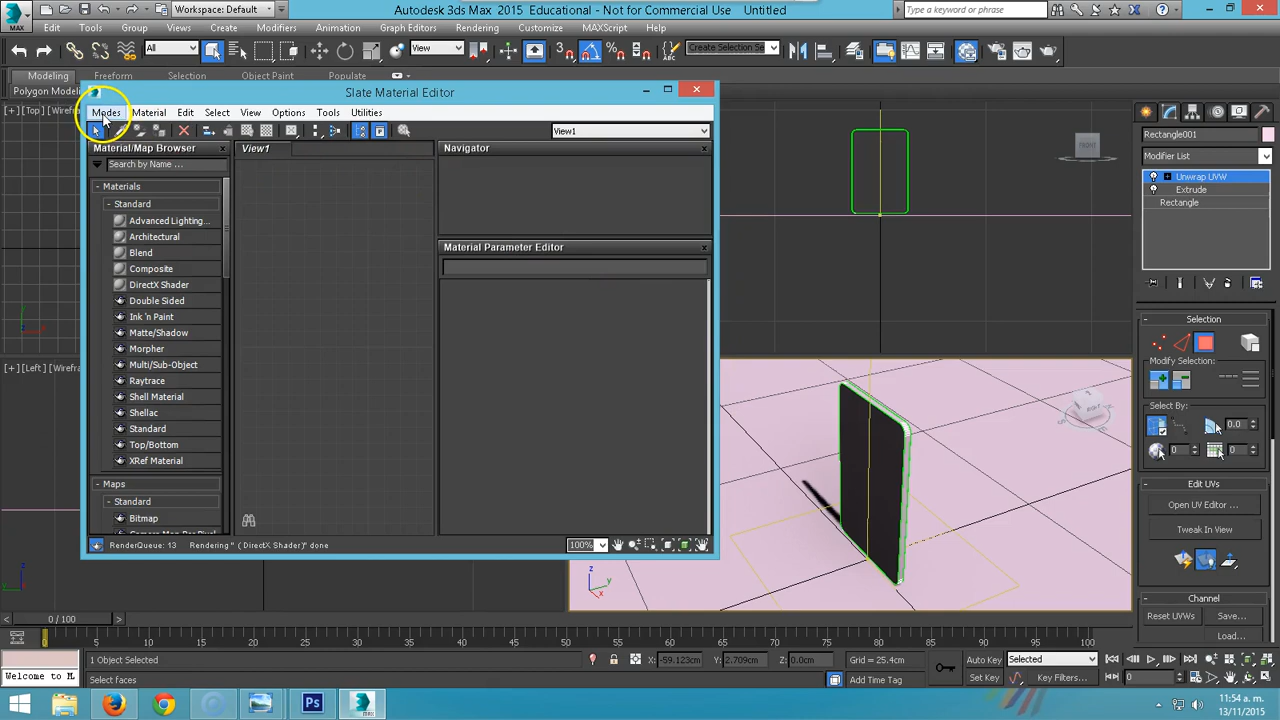 MAX
Workspace: Default
Autodesk 3ds Max 2015 Educational - Not for Commercial Use Untitled
Type a keyword or phrase
Edit Tools Group Views Create Modifiers Animation Graph Editors Rendering Customize MAXScript Help
All
View
Create Selection Se
Modeling Freeform Selection Object Paint Populate
Polygon Modeli
[+] [Top] [Wirefra
Slate Material Editor
Modes Material Edit Select View Options Tools Utilities
View1
Material/Map Browser
Search by Name ...
- Materials
- Standard
Advanced Lighting...
Architectural
Blend
Composite
DirectX Shader
Double Sided
Ink 'n Paint
Matte/Shadow
Morpher
Multi/Sub-Object
Raytrace
Shell Material
Shellac
Standard
Top/Bottom
XRef Material
- Maps
- Standard
Bitmap
View1
Navigator
Material Parameter Editor
RenderQueue: 13 Rendering " ( DirectX Shader)" done
100%
[+] [Left] [Wirefra
FRONT
RIGHT
z
y
x
Rectangle001
Modifier List
Unwrap UVW
Extrude
Rectangle
Selection
Modify Selection:
Select By:
0.0
0
0
Edit UVs
Open UV Editor ...
Tweak In View
Channel
Reset UVWs Save...
Load...
0 / 100
0 5 10 15 20 25 30 35 40 45 50 55 60 65 70 75 80 85 90 95 100
1 Object Selected
X: -59.123cm Y: 2.709cm Z: 0.0cm Grid = 25.4cm
Auto Key Selected
Welcome to M.
Select faces
Add Time Tag
Set Key Key Filters...
0
Ps
11:54 a. m.
13/11/2015